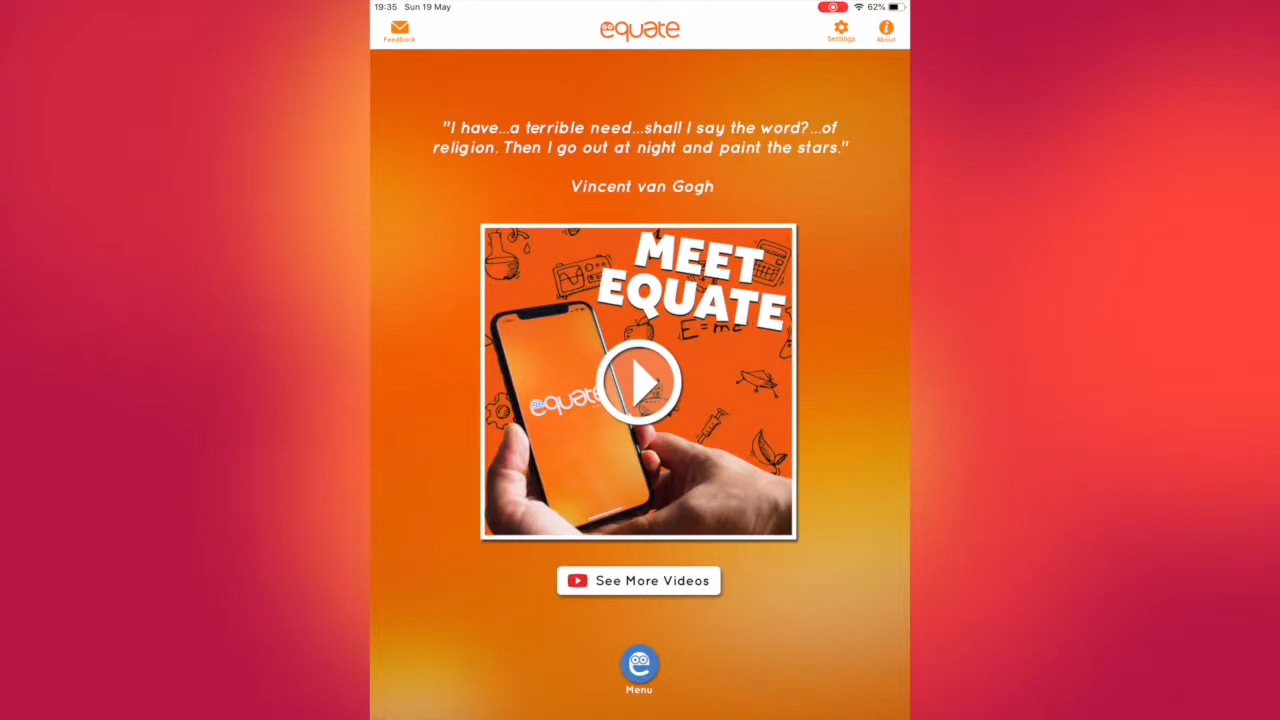 19:35 Sun 19 May
62%
Feedback
equate
Settings
About
"I have...a terrible need...shall I say the word?...of
religion. Then I go out at night and paint the stars."
Vincent van Gogh
MEET
EQUATE
E=mc
equate
See More Videos
Menu